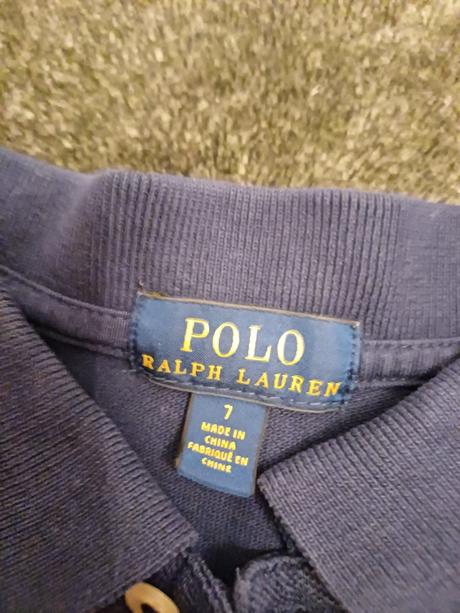 POLO
RALPH LAUREN
7
MADE IN
CHINA
FABRIQUÉ EN
CHINE